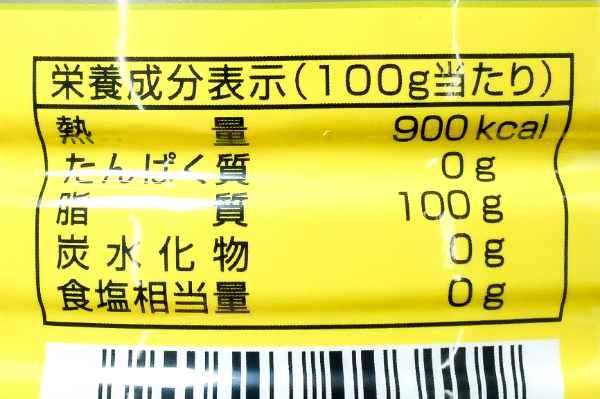 栄養成分表示(100g当たり)
熱量 900kcal
たんぱく質 0g
脂質 100g
炭水化物 0g
食塩相当量 0g